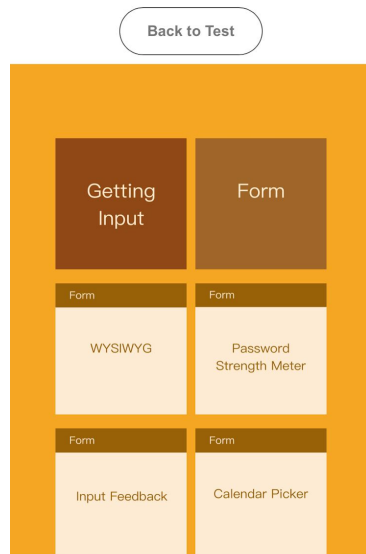 Back to Test
Getting
Input
Form
Form
WYSIWYG
Form
Password
Strength Meter
Form
Input Feedback
Form
Calendar Picker